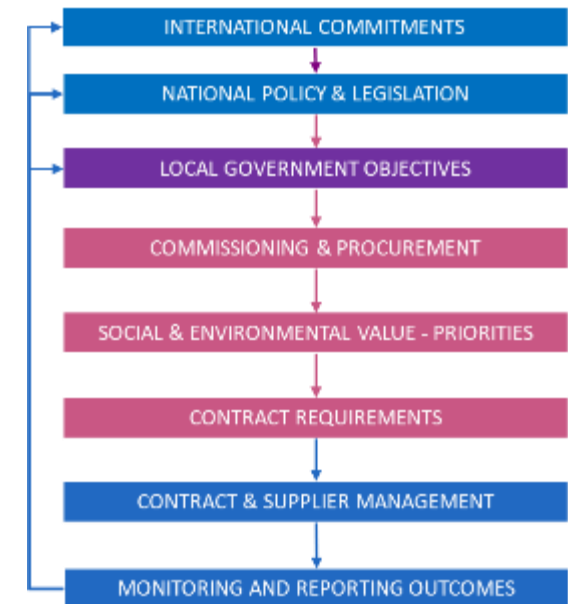 INTERNATIONAL COMMITMENTS
NATIONAL POLICY & LEGISLATION
LOCAL GOVERNMENT OBJECTIVES
COMMISSIONING & PROCUREMENT
SOCIAL & ENVIRONMENTAL VALUE - PRIORITIES
CONTRACT REQUIREMENTS
CONTRACT & SUPPLIER MANAGEMENT
MONITORING AND REPORTING OUTCOMES